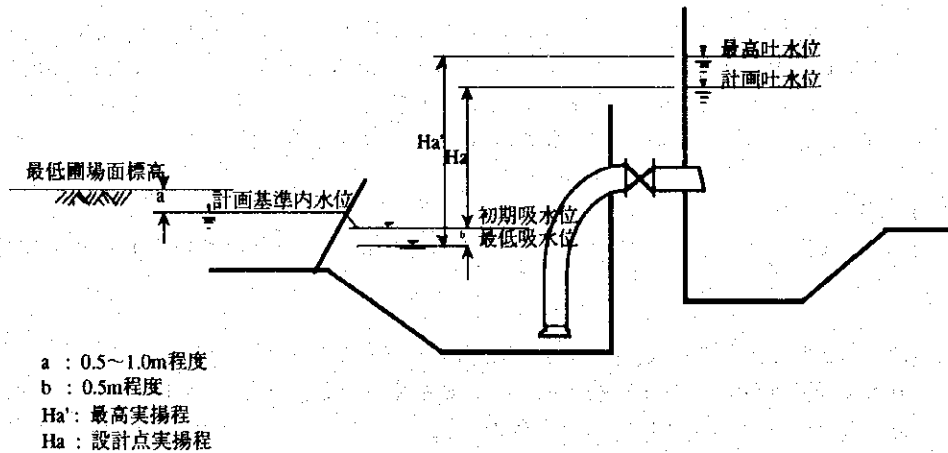 最高吐水位
計画吐水位
Ha'
Ha
最低圃場面標高
a
計画基準内水位
初期吸水位
b
最低吸水位
a : 0.5～1.0m程度
b : 0.5m程度
Ha' : 最高実揚程
Ha : 設計点実揚程